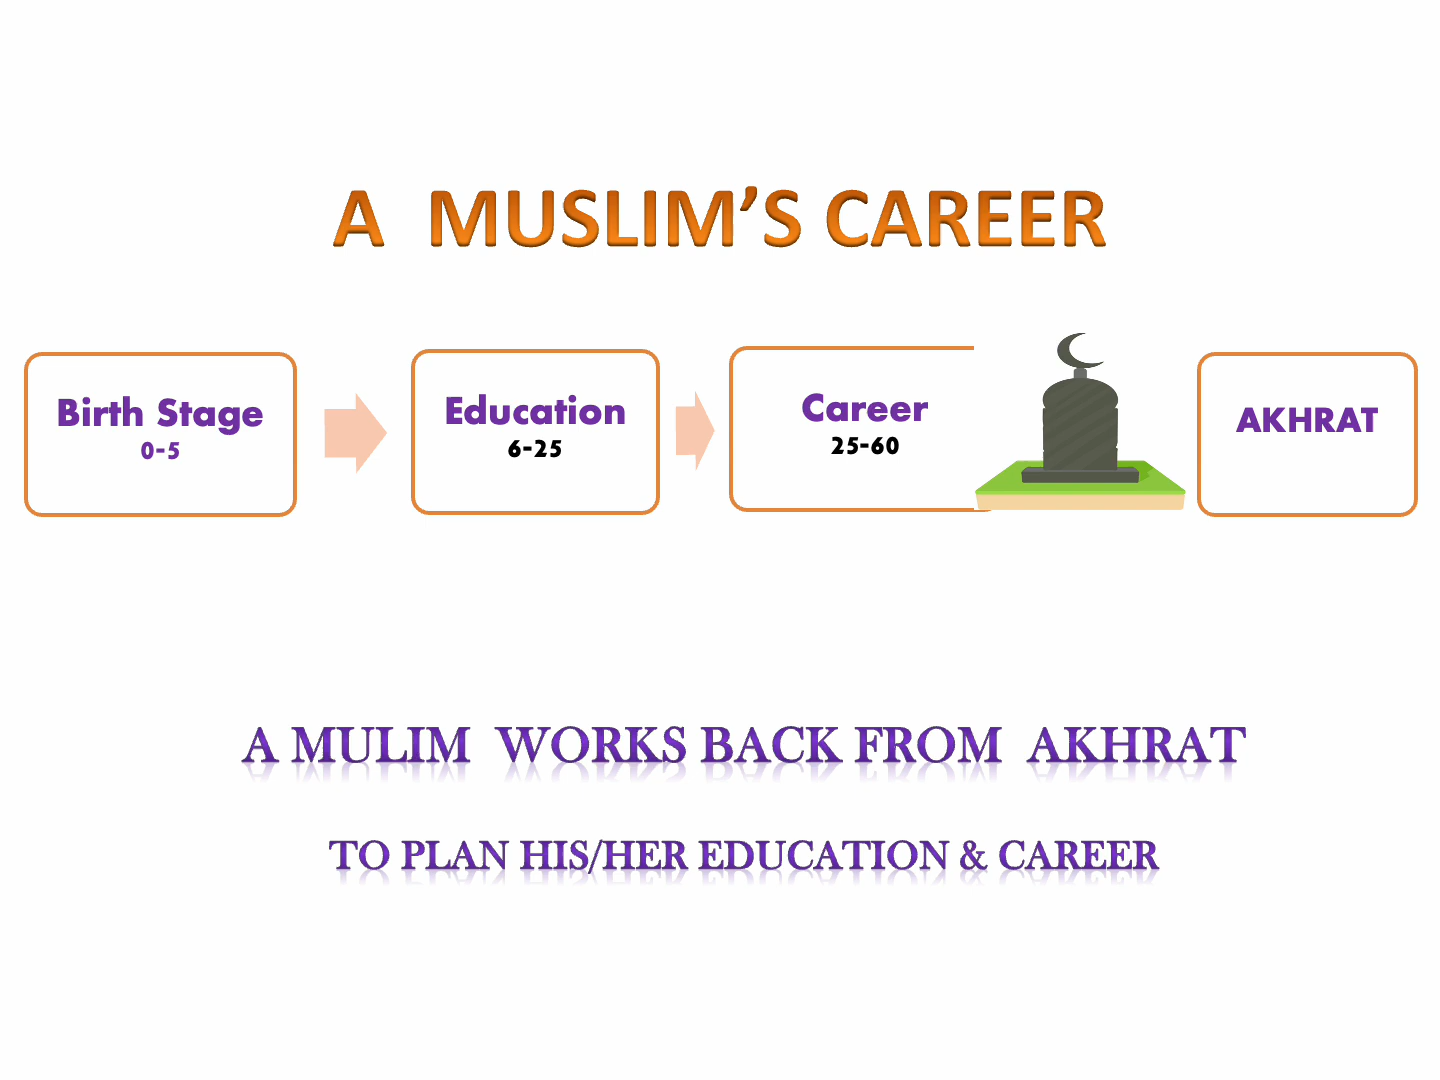 A MUSLIM’S CAREER
Birth Stage
0-5
Education
6-25
Career
25-60
AKHRAT
A MULIM WORKS BACK FROM AKHRAT
TO PLAN HIS/HER EDUCATION & CAREER